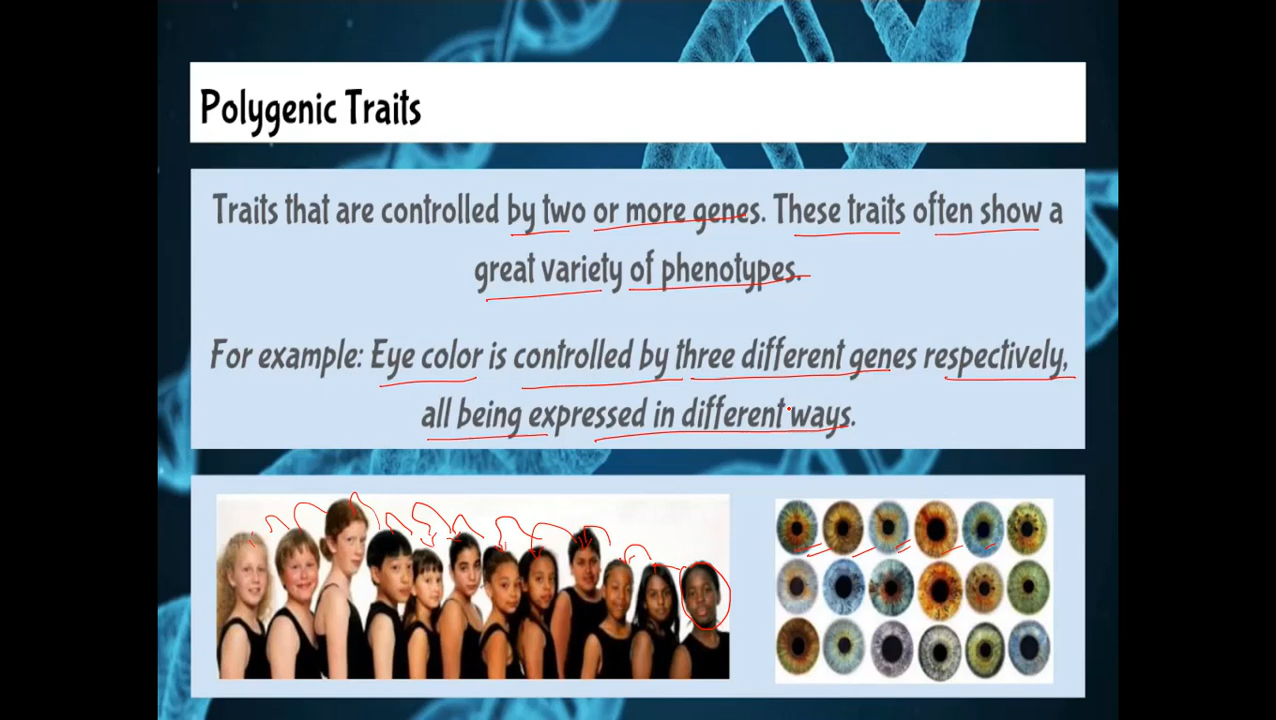 Polygenic Traits
Traits that are controlled by two or more genes. These traits often show a
great variety of phenotypes.
For example: Eye color is controlled by three different genes respectively,
all being expressed in different ways.